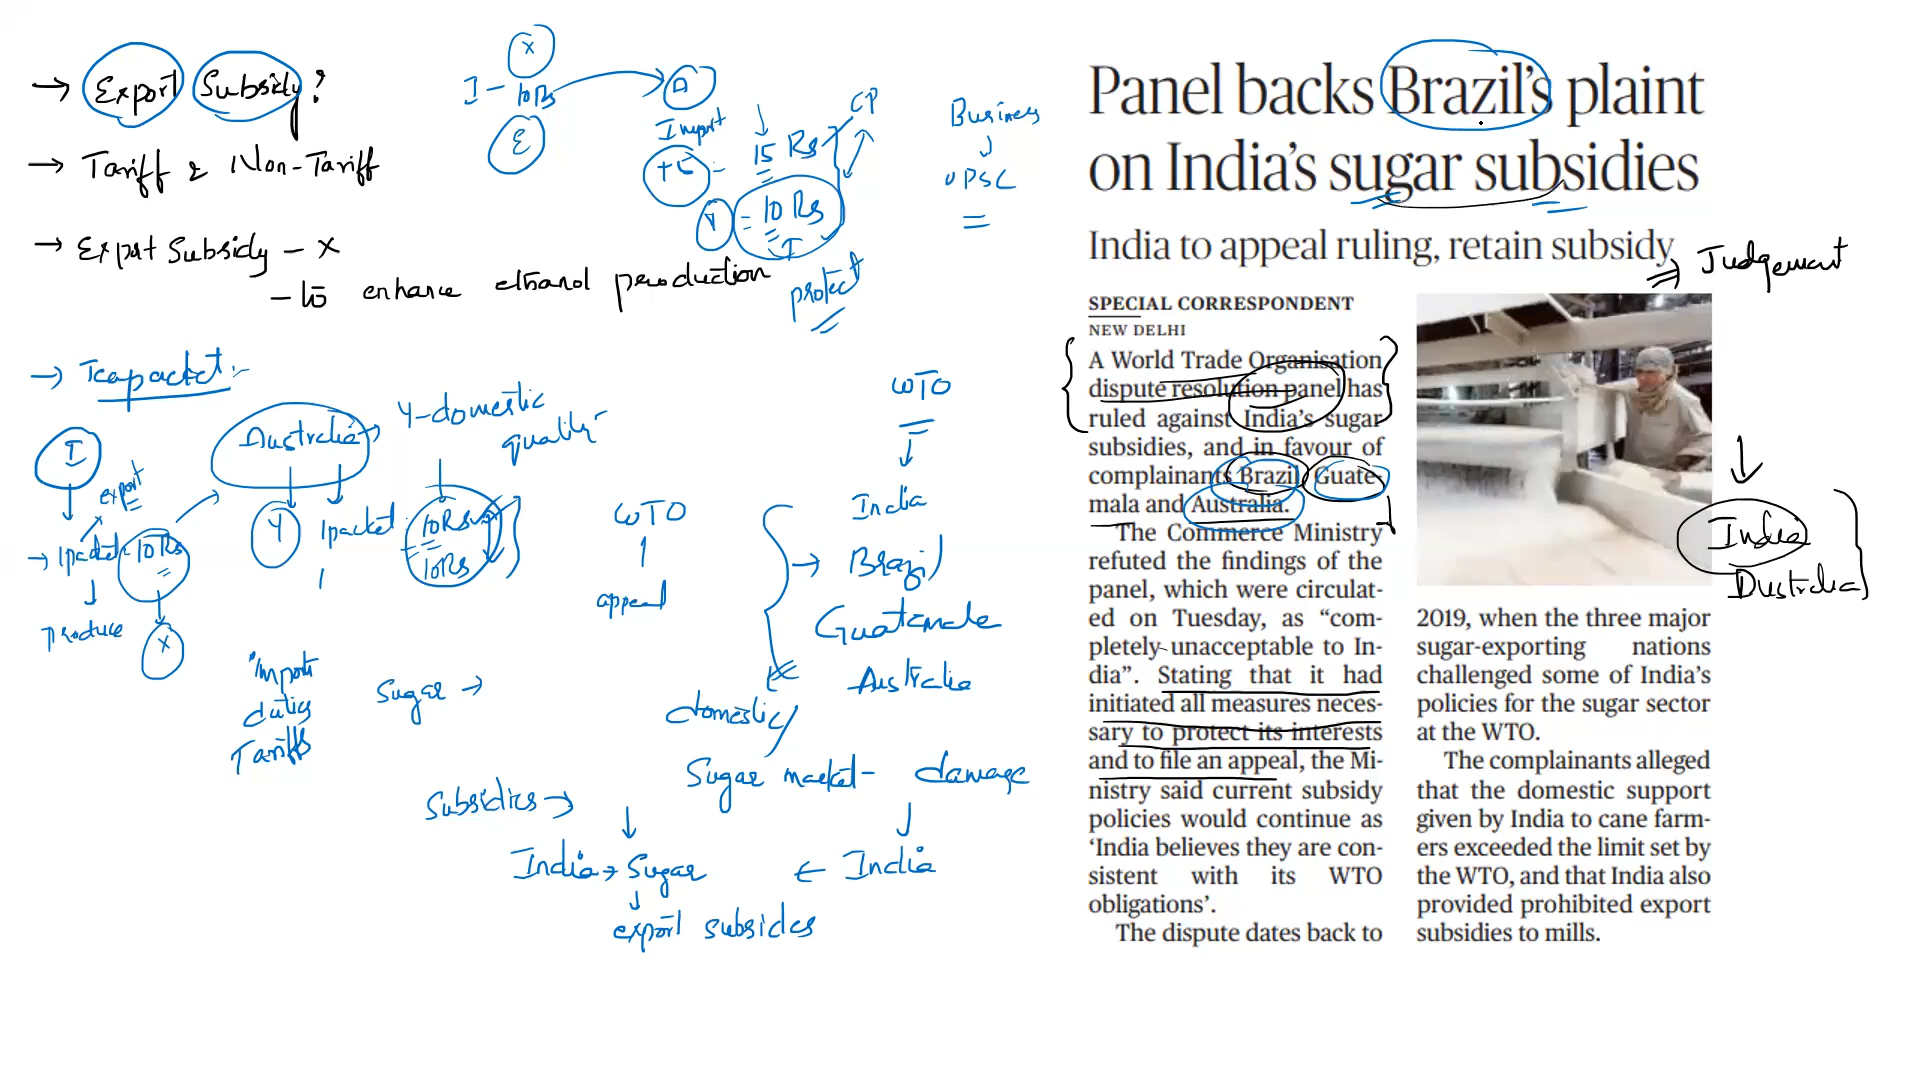 → Export Subsidy?
→ Tariff & Non-Tariff
→ Export Subsidy - x
- to enhance ethanol production
I - 10 Rs
X
E
A
Import
+5 =
15 Rs
CP
Y = 10 Rs
I
protect
Business
↓
UPSC
=
I
export
→ 1packet - 10 Rs
produce
X
Australia → Y-domestic
quality
Y
1packet
10Rs
10Rs
import
duties
Tariffs
Sugar →
WTO
appeal
WTO
↓
India
→ Brazil
Australia
domestic
Sugar market - damage
Subsidies →
India → Sugar ← India
export subsides
Panel backs Brazil's plaint
on India's sugar subsidies
India to appeal ruling, retain subsidy
⇒ Judgement
SPECIAL CORRESPONDENT
NEW DELHI
A World Trade Organisation
dispute resolution panel has
ruled against India's sugar
subsidies, and in favour of
complainants Brazil, Guate-
mala and Australia.
The Commerce Ministry
refuted the findings of the
panel, which were circulat-
ed on Tuesday, as “com-
pletely unacceptable to In-
dia”. Stating that it had
initiated all measures neces-
sary to protect its interests
and to file an appeal, the Mi-
nistry said current subsidy
policies would continue as
‘India believes they are con-
sistent with its WTO
obligations’.
The dispute dates back to
2019, when the three major
sugar-exporting nations
challenged some of India's
policies for the sugar sector
at the WTO.
The complainants alleged
that the domestic support
given by India to cane farm-
ers exceeded the limit set by
the WTO, and that India also
provided prohibited export
subsidies to mills.
India
Australia